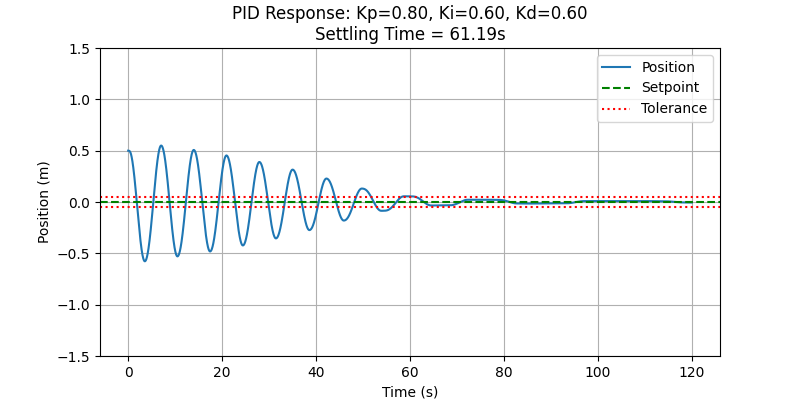 PID Response: Kp=0.80, Ki=0.60, Kd=0.60
Settling Time = 61.19s
1.5
1.0
0.5
0.0
−0.5
−1.0
−1.5
Position (m)
Position
Setpoint
Tolerance
0 20 40 60 80 100 120
Time (s)